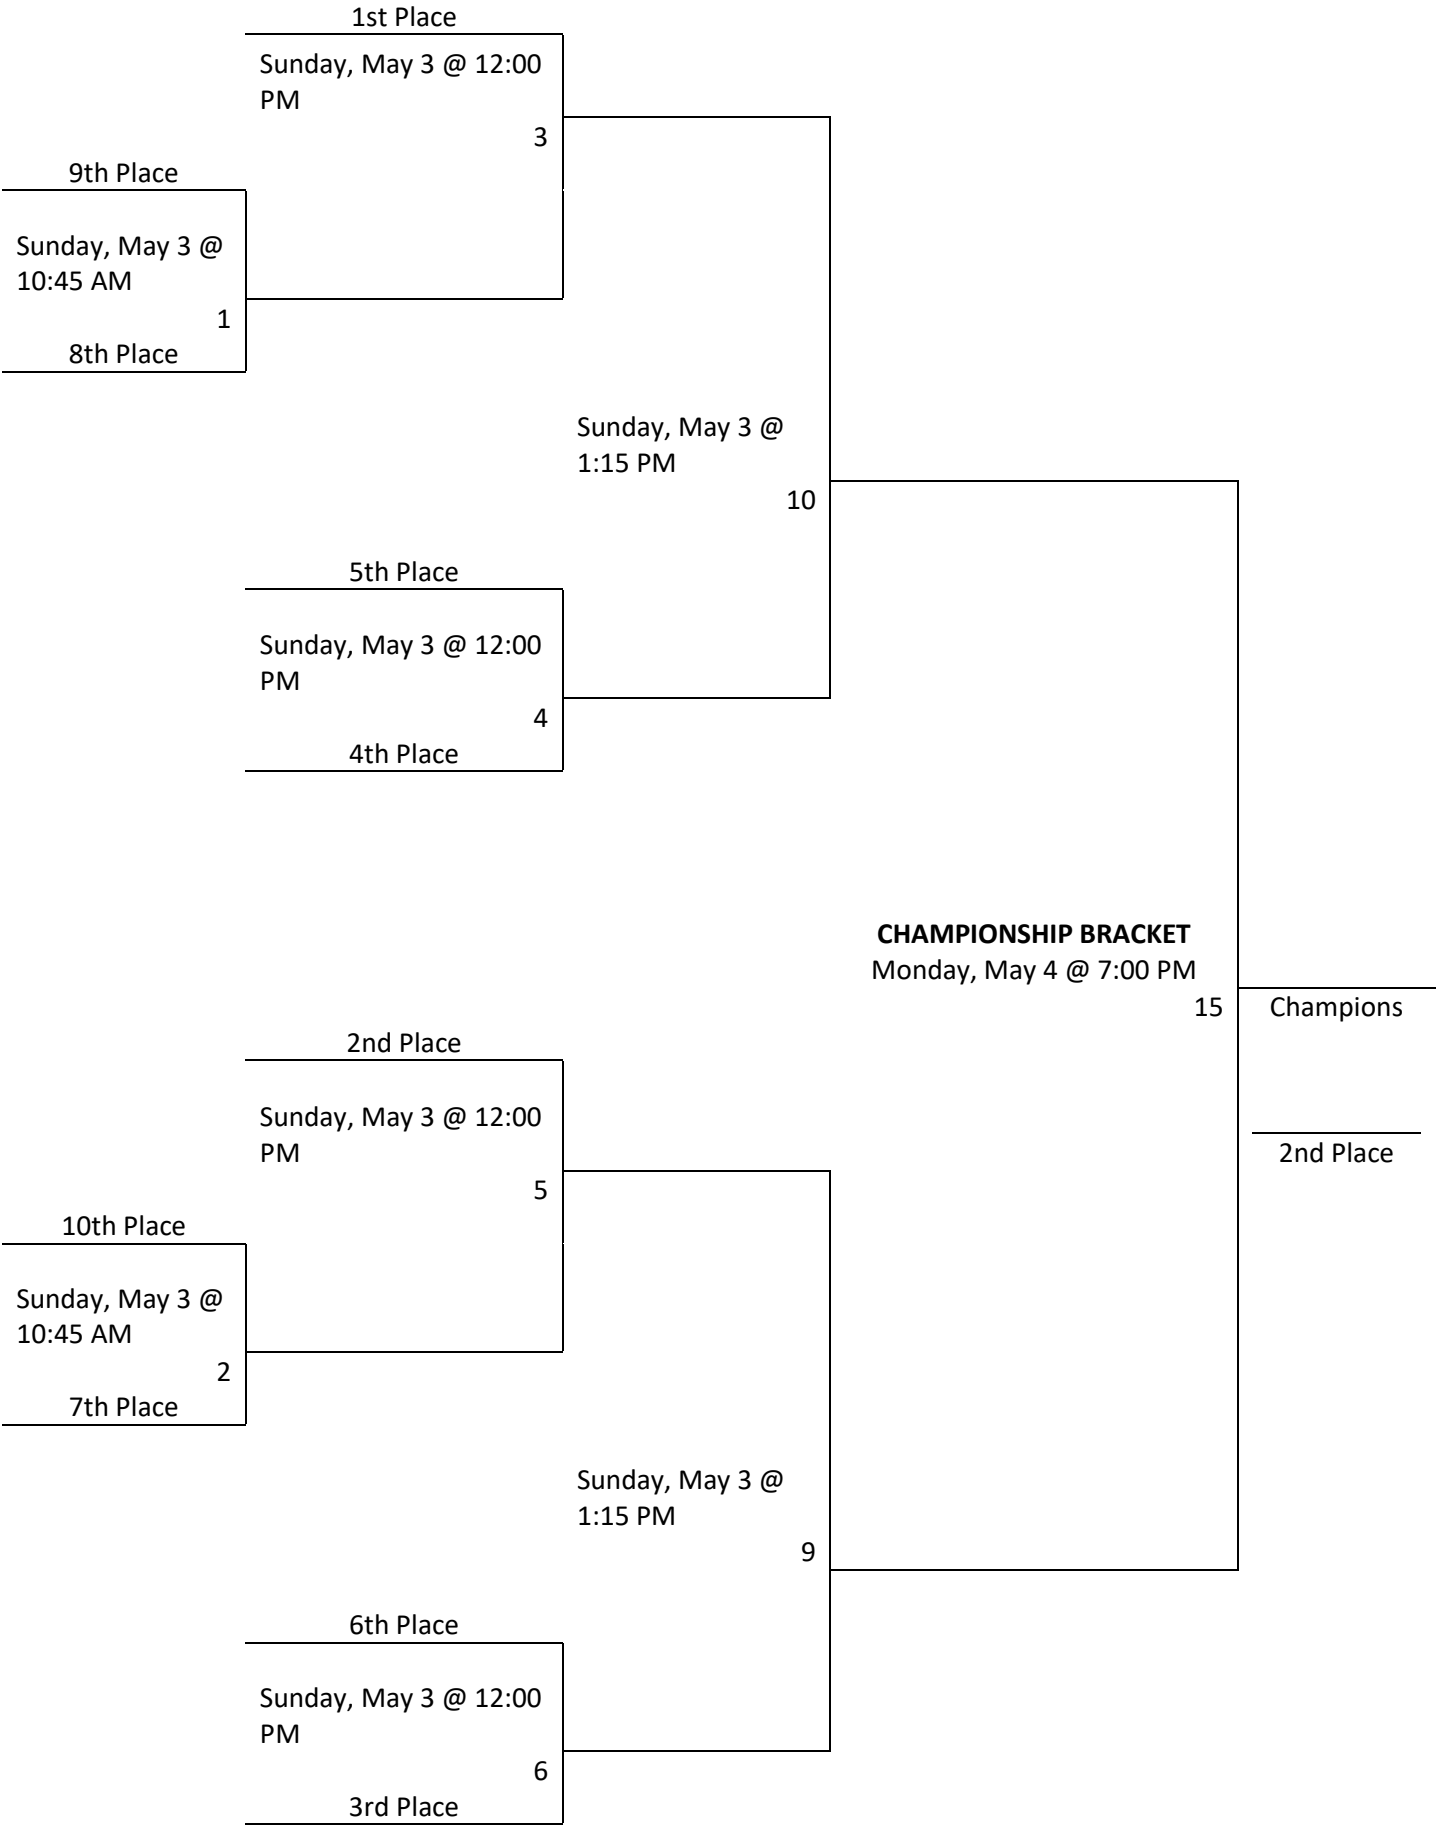 1st Place
Sunday, May 3 @ 12:00
PM
3
9th Place
Sunday, May 3 @
10:45 AM
1
8th Place
Sunday, May 3 @
1:15 PM
10
5th Place
Sunday, May 3 @ 12:00
PM
4
4th Place
CHAMPIONSHIP BRACKET
Monday, May 4 @ 7:00 PM
15
Champions
2nd Place
2nd Place
Sunday, May 3 @ 12:00
PM
5
10th Place
Sunday, May 3 @
10:45 AM
2
7th Place
Sunday, May 3 @
1:15 PM
9
6th Place
Sunday, May 3 @ 12:00
PM
6
3rd Place